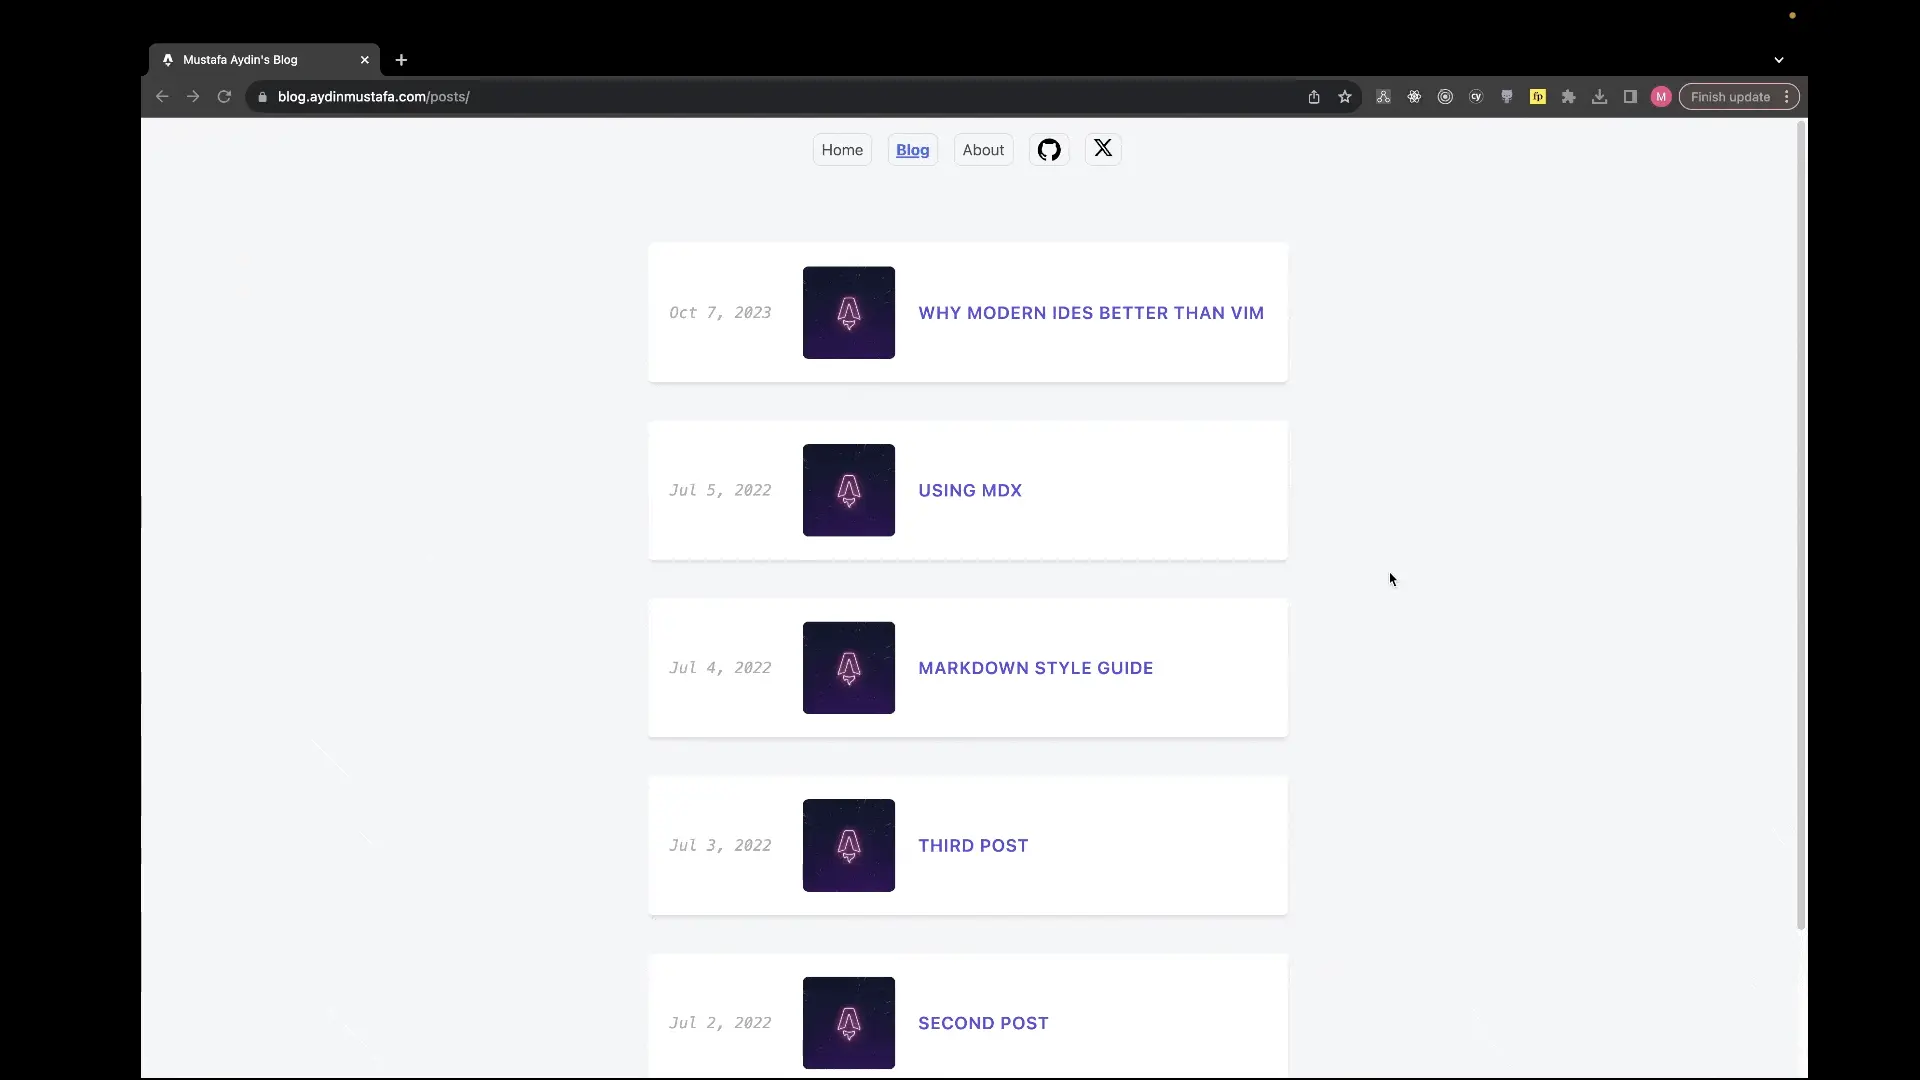 Mustafa Aydin's Blog
blog.aydinmustafa.com/posts/
cy
fp
M
Finish update
Home
Blog
About
Oct 7, 2023
WHY MODERN IDES BETTER THAN VIM
Jul 5, 2022
USING MDX
Jul 4, 2022
MARKDOWN STYLE GUIDE
Jul 3, 2022
THIRD POST
Jul 2, 2022
SECOND POST